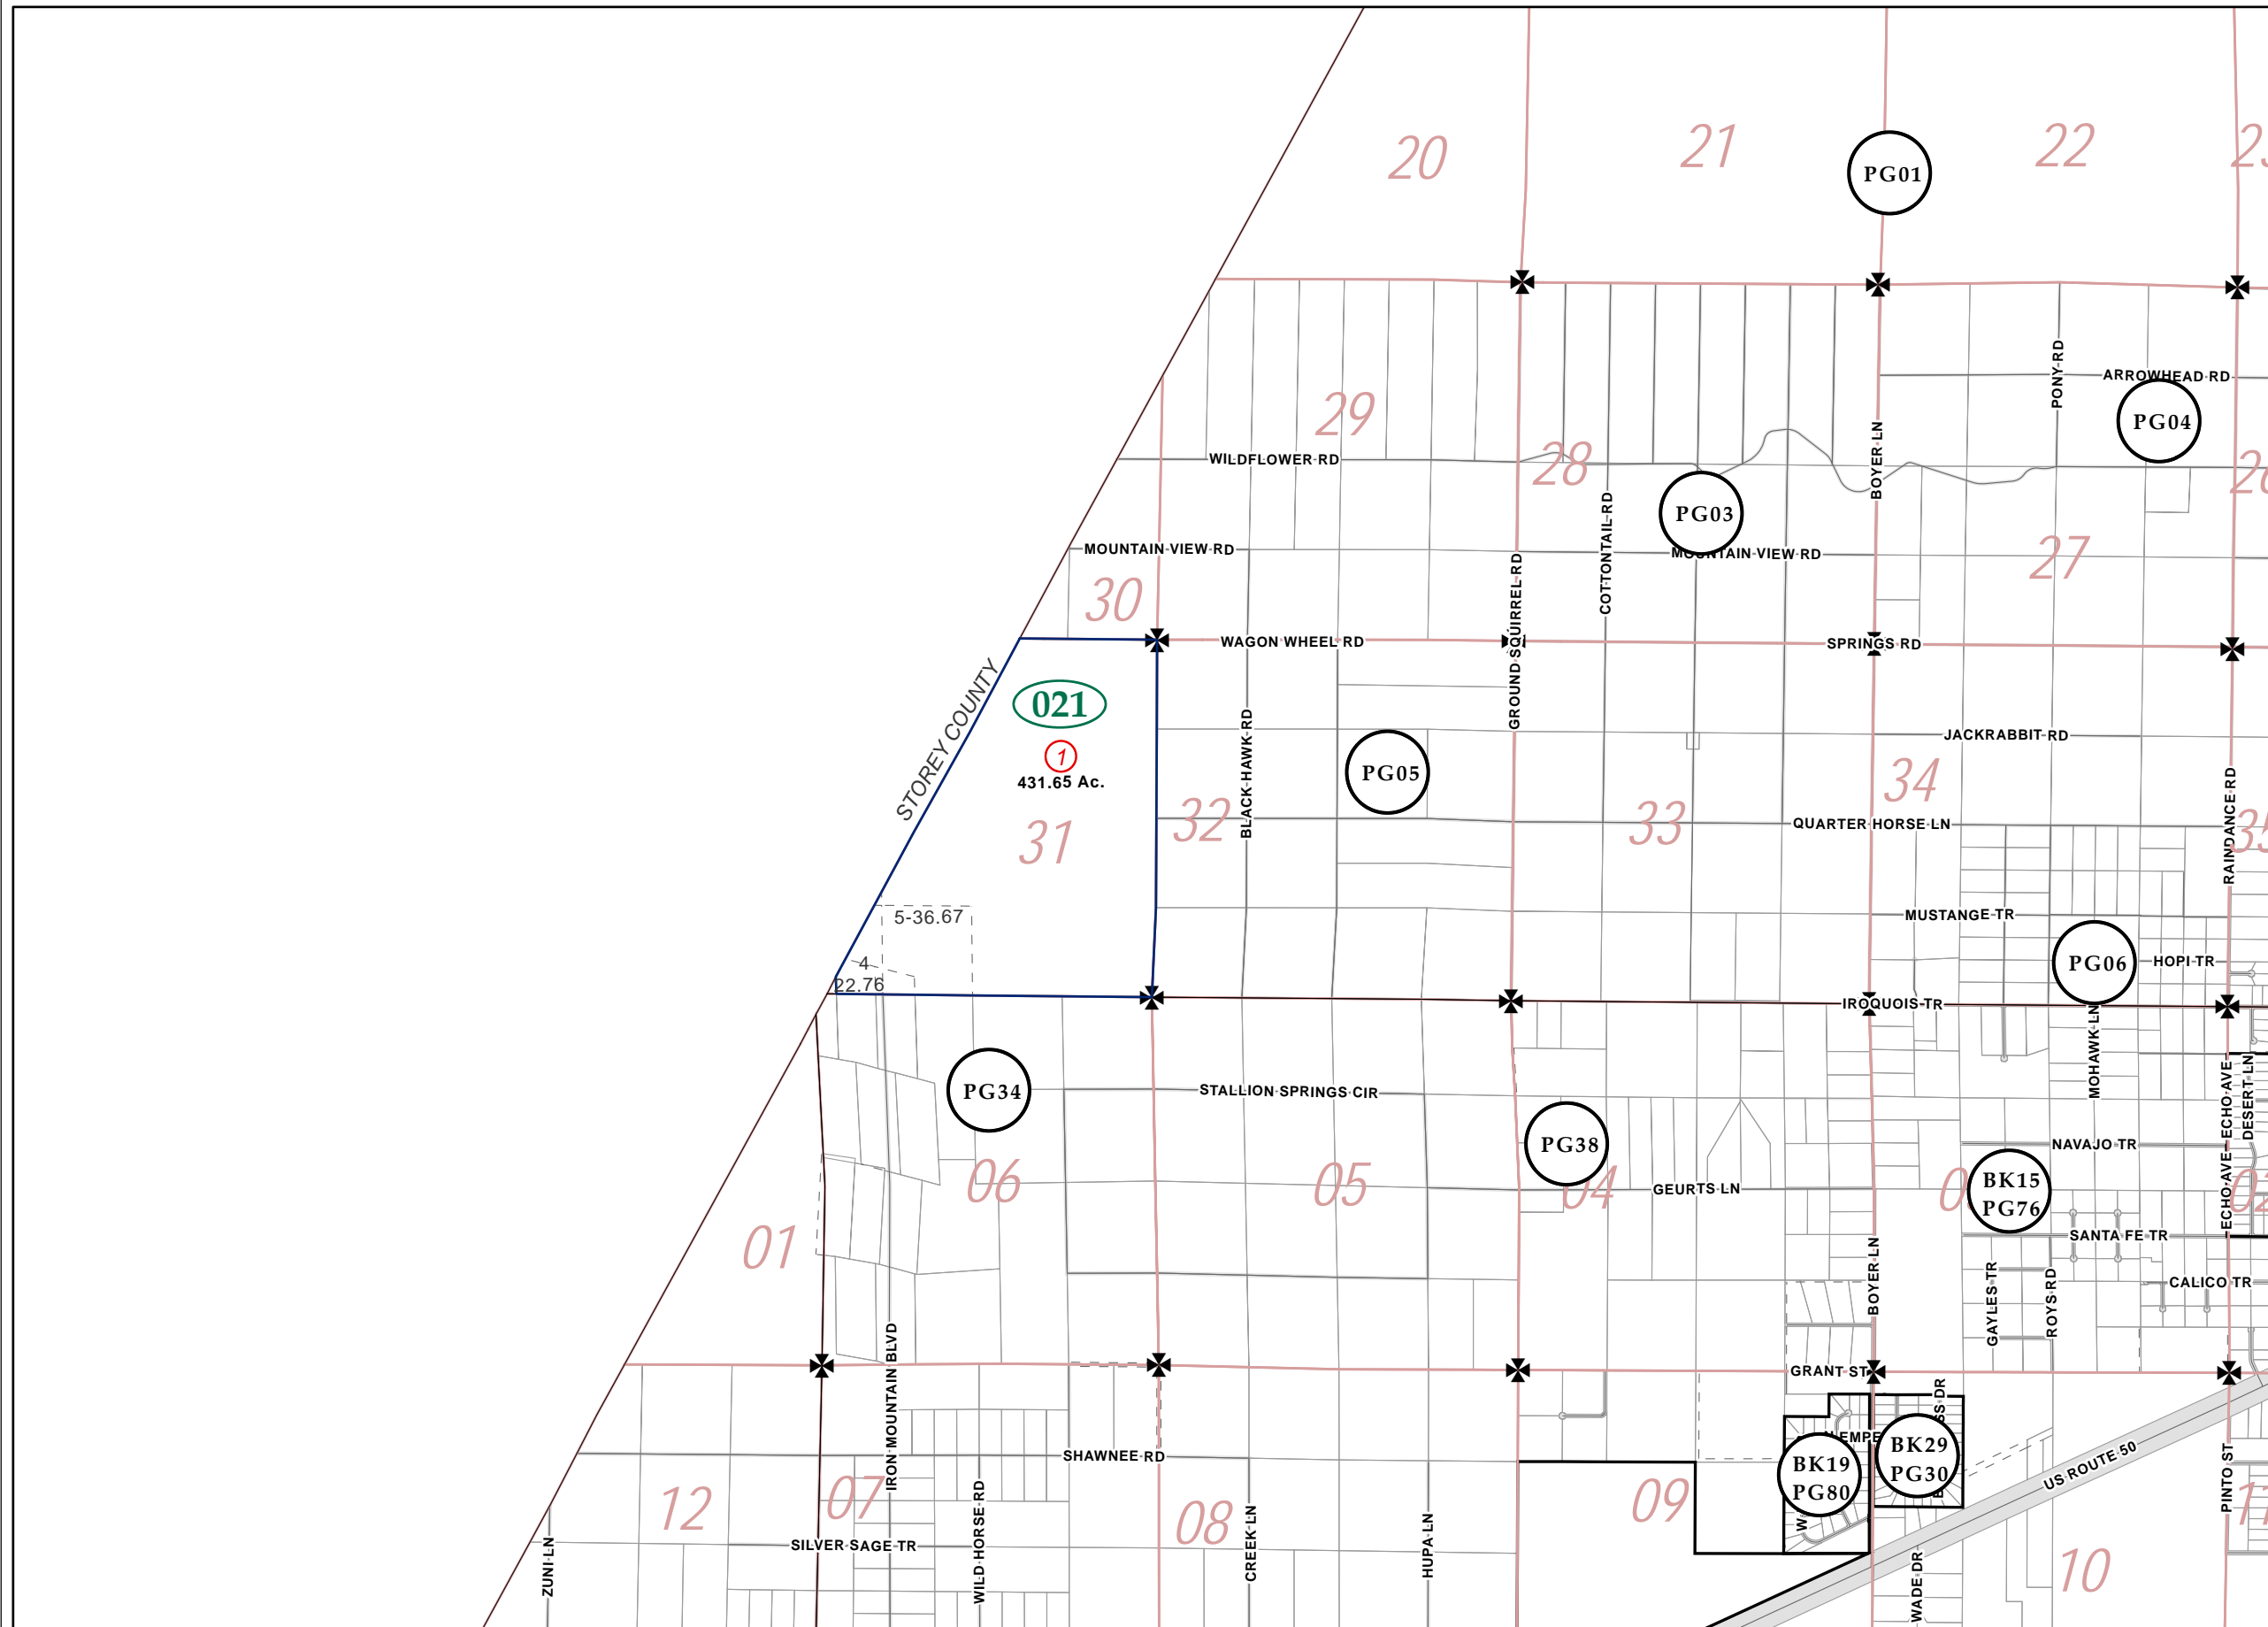 20
21
22
PG01
29
28
27
30
ARROWHEAD RD
PONY RD
PG04
BOYER LN
WILDFLOWER RD
COTTONTAIL RD
PG03
MOUNTAIN VIEW RD
MOUNTAIN VIEW RD
GROUND SQUIRREL RD
WAGON WHEEL RD
SPRINGS RD
STOREY COUNTY
021
1
431.65 Ac.
31
32
BLACK HAWK RD
PG05
33
34
35
JACKRABBIT RD
QUARTER HORSE LN
RAINDANCE RD
5-36.67
4
22.76
MUSTANGE TR
PG06
HOPI TR
IROQUOIS TR
MOHAWK LN
PG34
STALLION SPRINGS CIR
PG38
ECHO AVE
ECHO AVE
DESERT LN
NAVAJO TR
01
06
05
04
GEURTS LN
BK15
PG76
02
SANTA FE TR
BOYER LN
GAYLES TR
ROYS RD
CALICO TR
IRON MOUNTAIN BLVD
GRANT ST
SHAWNEE RD
BK19
PG80
BK29
PG30
US ROUTE 50
PINTO ST
12
07
08
09
10
11
WILD HORSE RD
SILVER SAGE TR
ZUNI LN
CREEK LN
HUPA LN
WADE DR